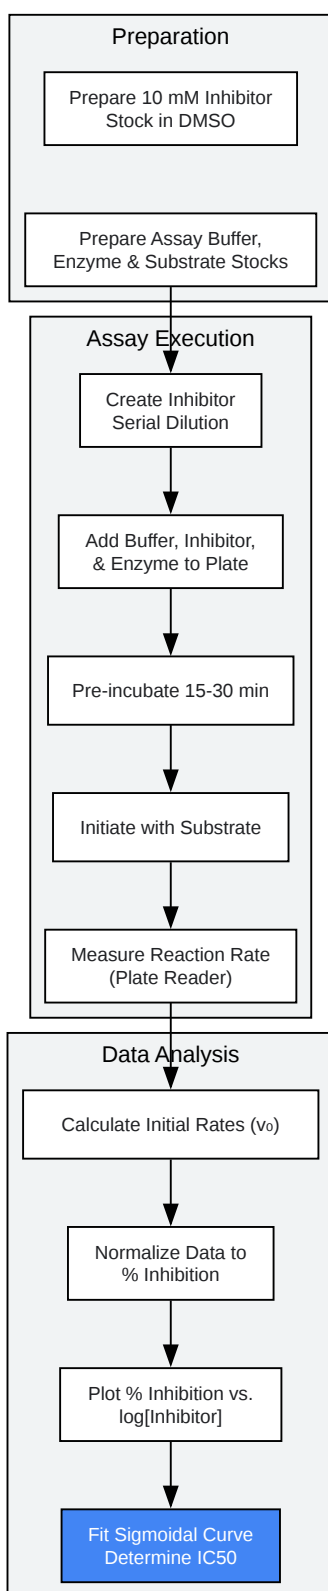 Preparation
Prepare 10 mM Inhibitor
Stock in DMSO
Prepare Assay Buffer,
Enzyme & Substrate Stocks
Assay Execution
Create Inhibitor
Serial Dilution
Add Buffer, Inhibitor,
& Enzyme to Plate
Pre-incubate 15-30 min
Initiate with Substrate
Measure Reaction Rate
(Plate Reader)
Data Analysis
Calculate Initial Rates (v₀)
Normalize Data to
% Inhibition
Plot % Inhibition vs.
log[Inhibitor]
Fit Sigmoidal Curve
Determine IC50